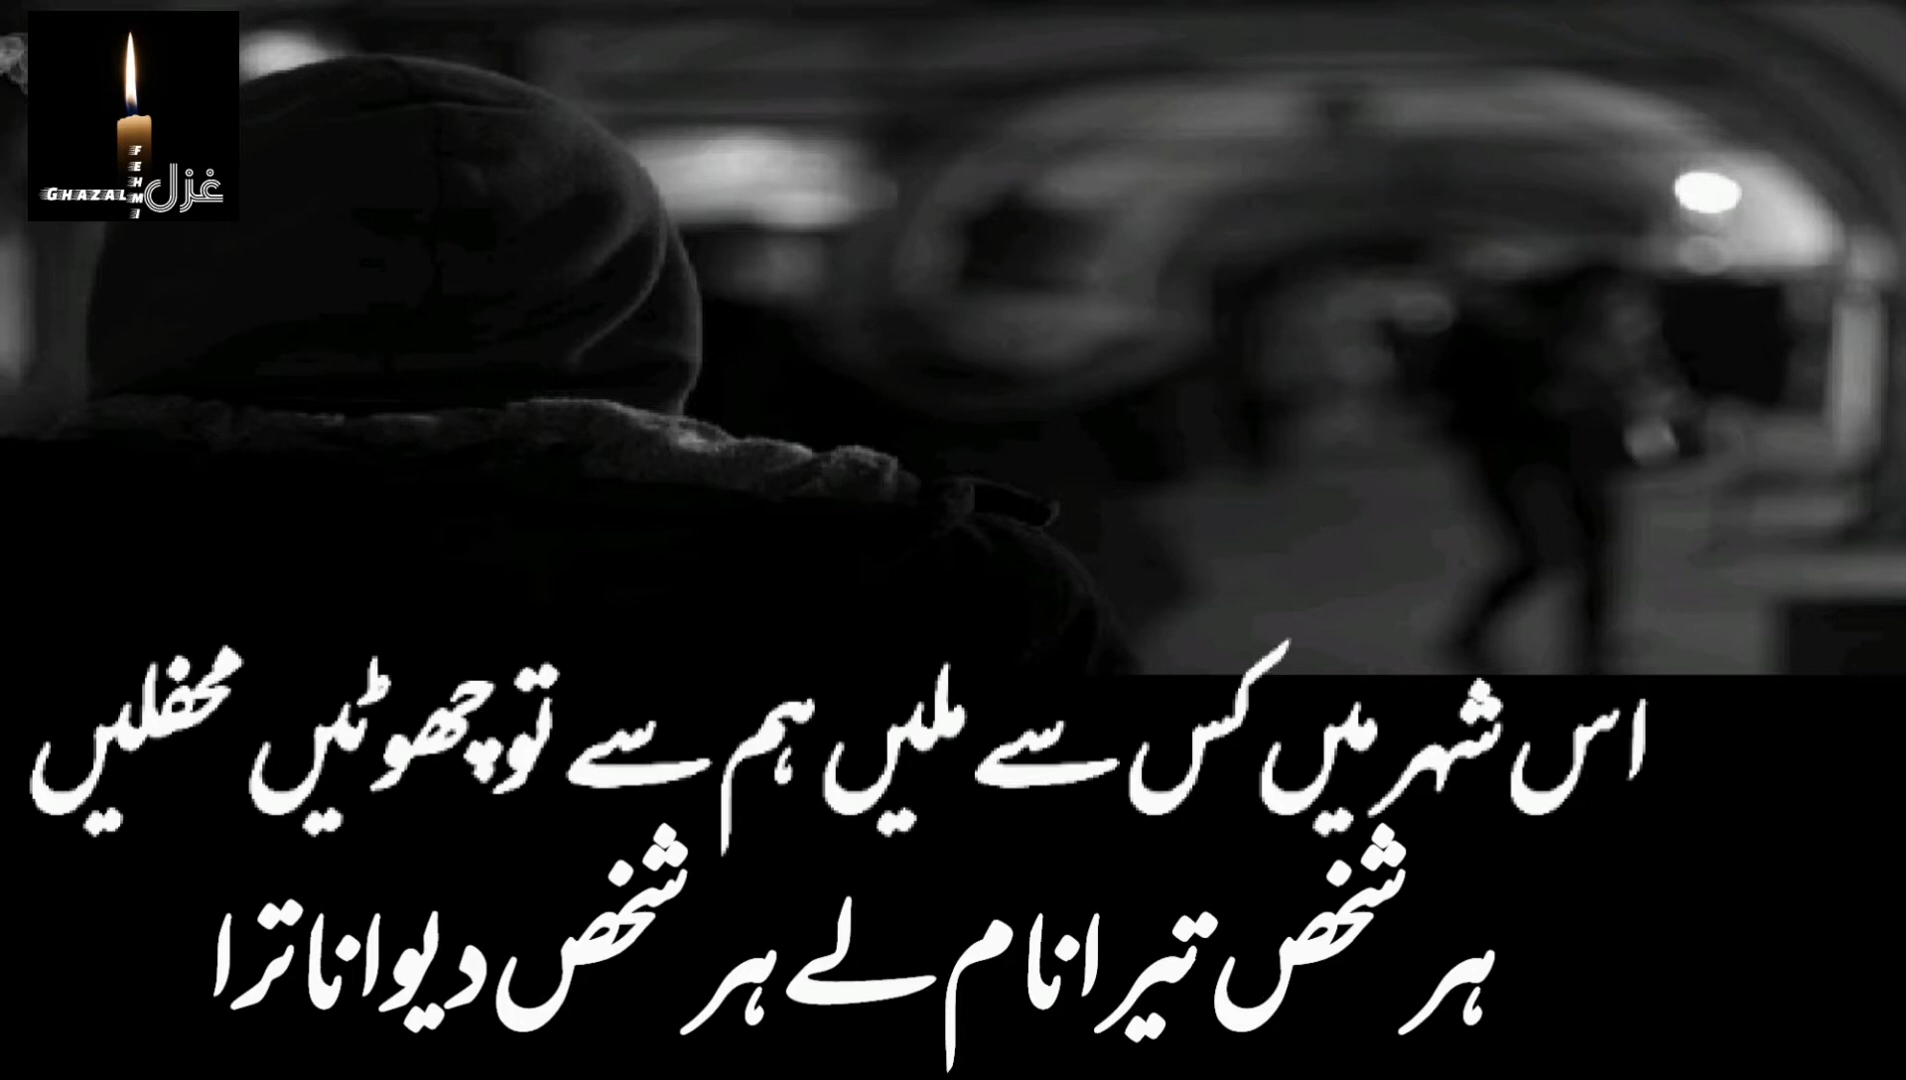 GHAZAL
FEHMI
غزل
اس شہر میں کس سے ملیں ہم سے تو چھوٹیں محفلیں
ہر شخص تیرا نام لے ہر شخص دیوانا ترا